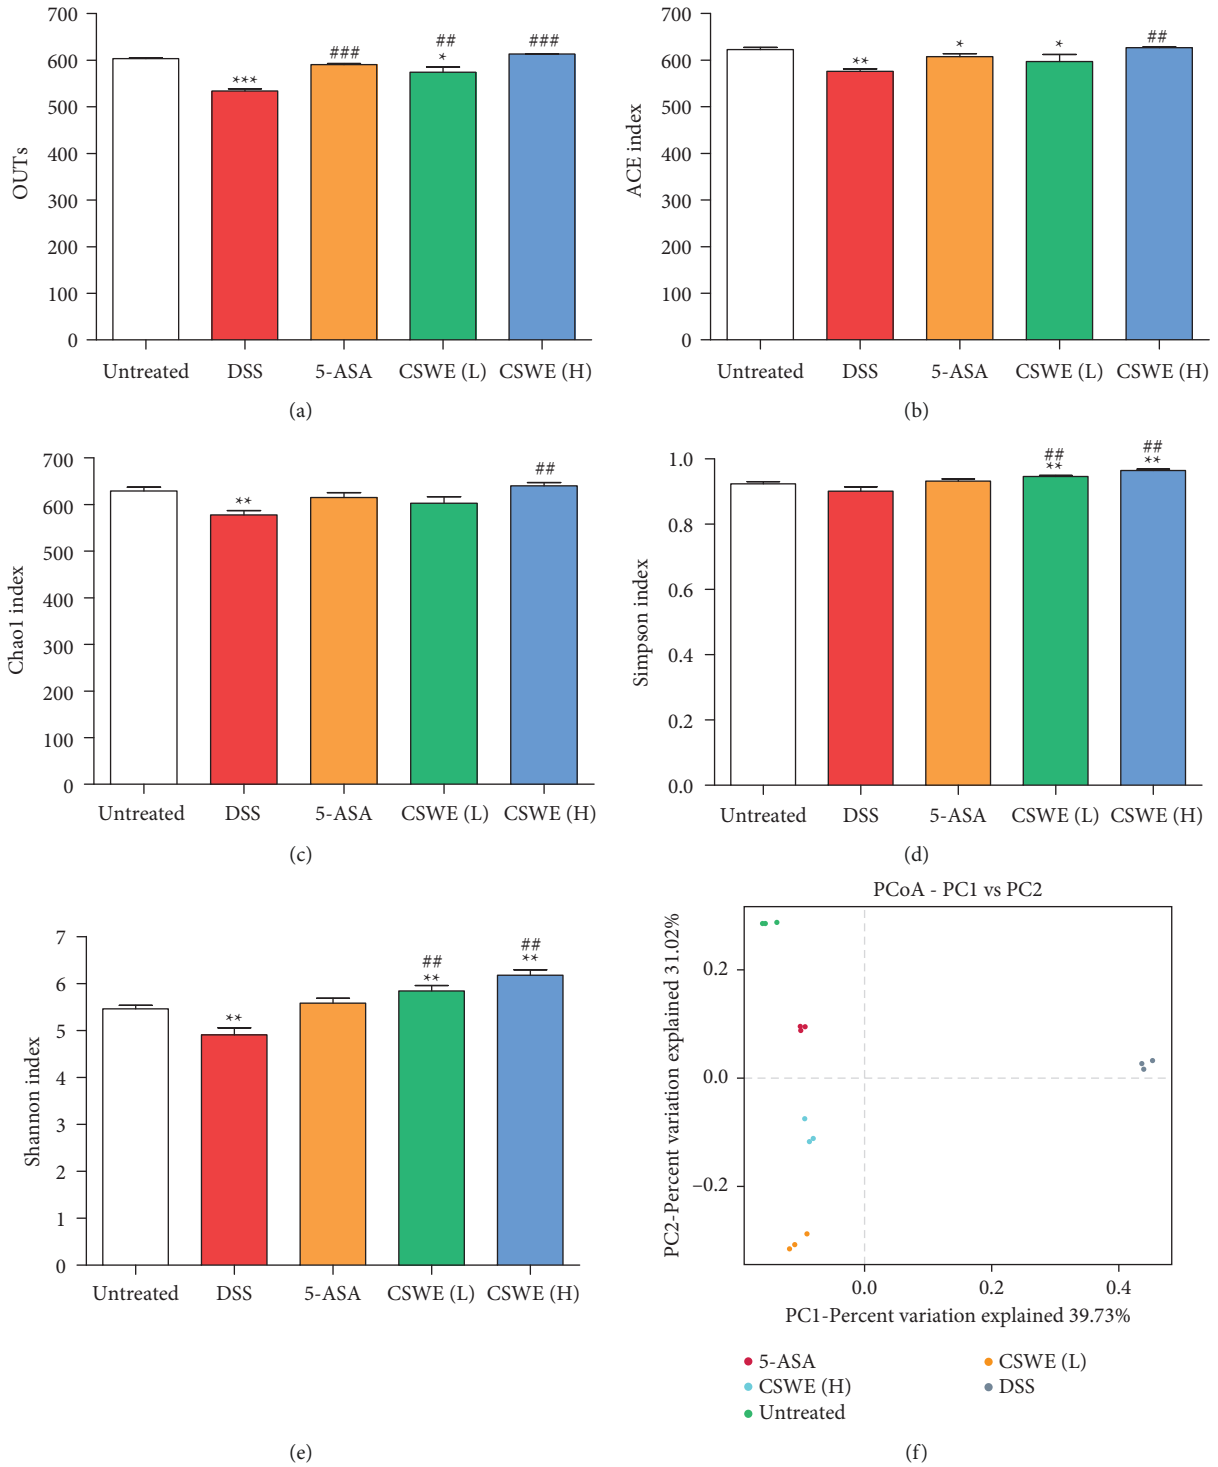 700
600
500
400
300
200
100
0
OUTs
***
###
##
*
###
Untreated
DSS
5-ASA
CSWE (L)
CSWE (H)
(a)
700
600
500
400
300
200
100
0
ACE index
**
*
*
##
Untreated
DSS
5-ASA
CSWE (L)
CSWE (H)
(b)
700
600
500
400
300
200
100
0
Chao1 index
**
##
Untreated
DSS
5-ASA
CSWE (L)
CSWE (H)
(c)
1.0
0.8
0.6
0.4
0.2
0.0
Simpson index
##
**
##
**
Untreated
DSS
5-ASA
CSWE (L)
CSWE (H)
(d)
7
6
5
4
3
2
1
0
Shannon index
**
##
**
##
**
Untreated
DSS
5-ASA
CSWE (L)
CSWE (H)
(e)
PCoA - PC1 vs PC2
0.2
0.0
–0.2
PC2-Percent variation explained 31.02%
0.0
0.2
0.4
PC1-Percent variation explained 39.73%
5-ASA
CSWE (H)
Untreated
CSWE (L)
DSS
(f)